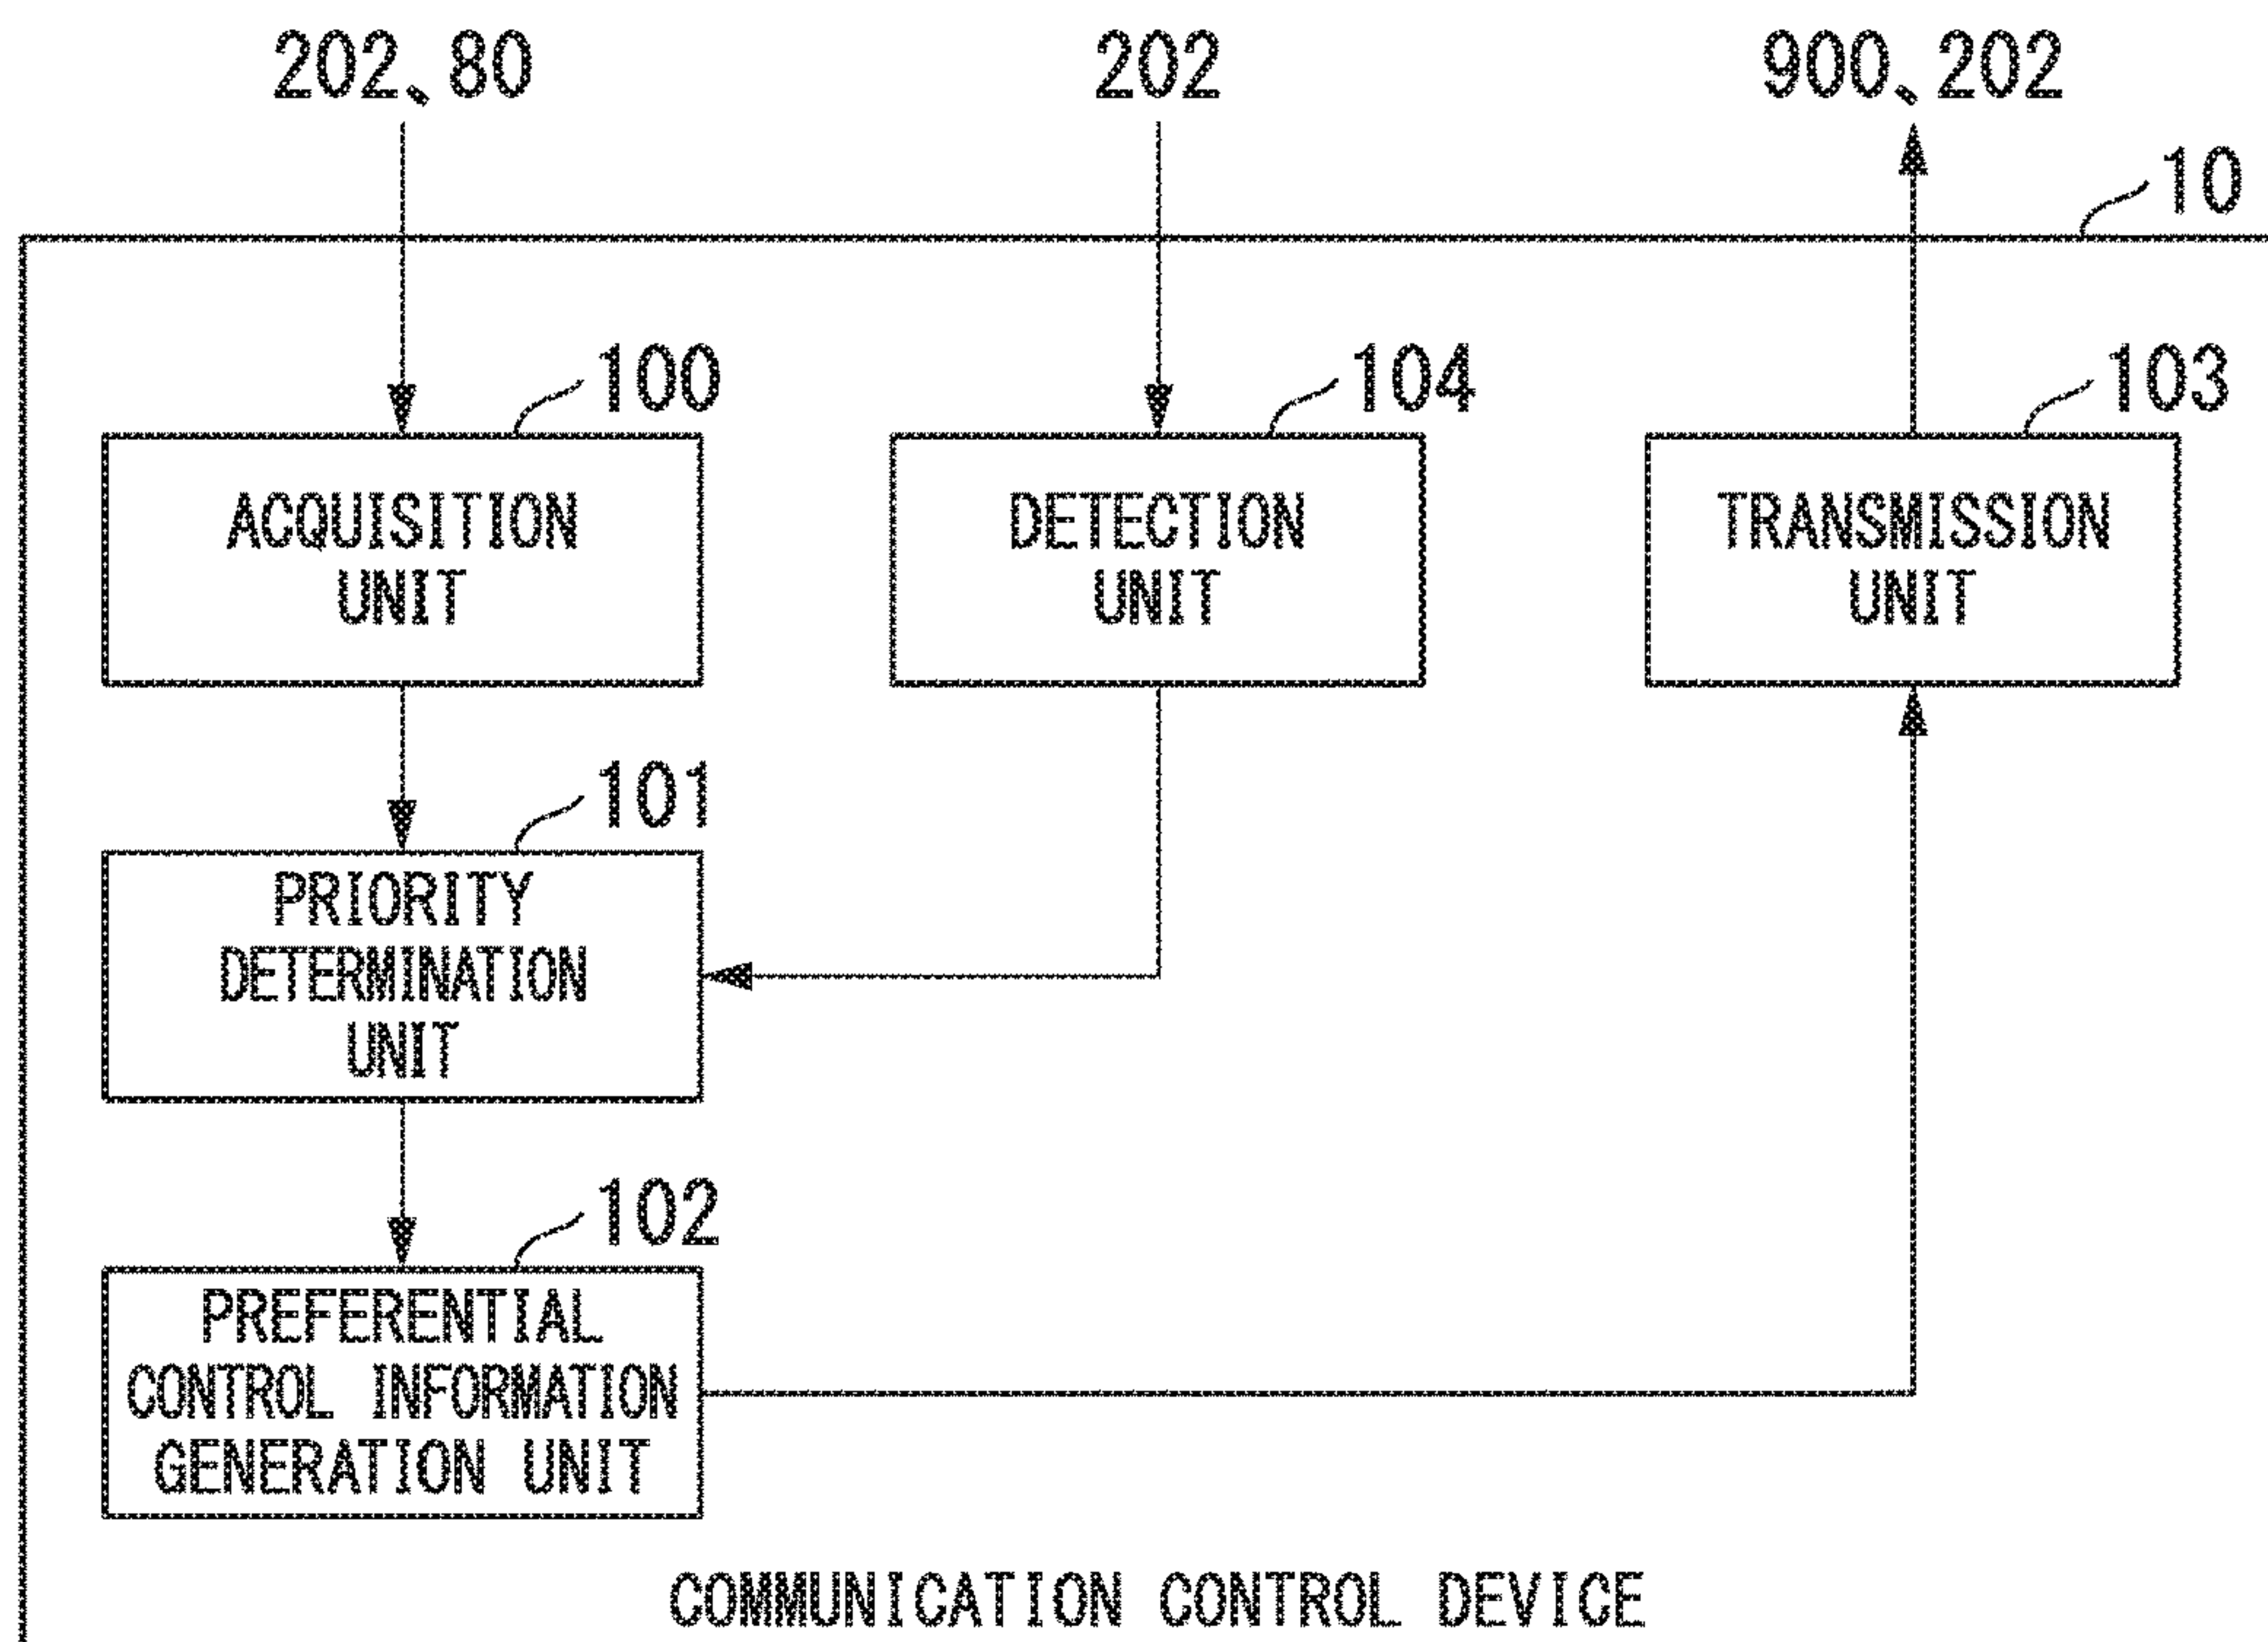 202、80
202
900、202
10
100
104
103
ACQUISITION
UNIT
DETECTION
UNIT
TRANSMISSION
UNIT
101
PRIORITY
DETERMINATION
UNIT
102
PREFERENTIAL
CONTROL INFORMATION
GENERATION UNIT
COMMUNICATION CONTROL DEVICE